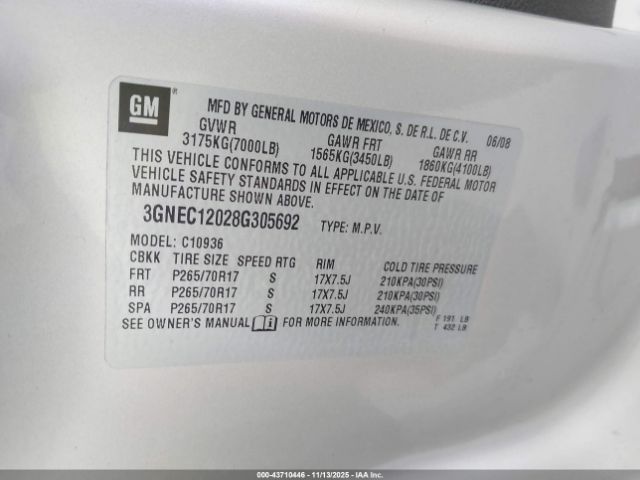 GM
MFD BY GENERAL MOTORS DE MEXICO, S. DE R.L. DE C.V. 06/08
GVWR GAWR FRT GAWR RR
3175KG(7000LB) 1565KG(3450LB) 1860KG(4100LB)
THIS VEHICLE CONFORMS TO ALL APPLICABLE U.S. FEDERAL MOTOR
VEHICLE SAFETY STANDARDS IN EFFECT ON THE DATE OF
MANUFACTURE SHOWN ABOVE.
3GNEC12028G305692 TYPE: M.P.V.
MODEL: C10936
CBKK TIRE SIZE SPEED RTG RIM COLD TIRE PRESSURE
FRT P265/70R17 S 17X7.5J 210KPA(30PSI)
RR P265/70R17 S 17X7.5J 210KPA(30PSI)
SPA P265/70R17 S 17X7.5J 240KPA(35PSI)
SEE OWNER'S MANUAL FOR MORE INFORMATION. F 191 LB
T 432 LB
000-43710446 - 11/13/2025 - IAA Inc.